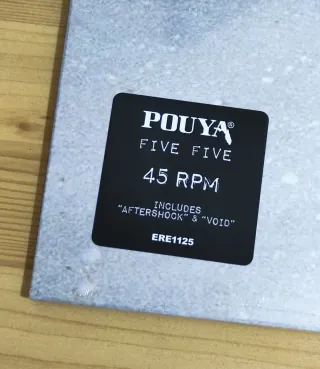 POUYA®
FIVE FIVE
45 RPM
INCLUDES
"AFTERSHOCK" & "VOID"
ERE1125